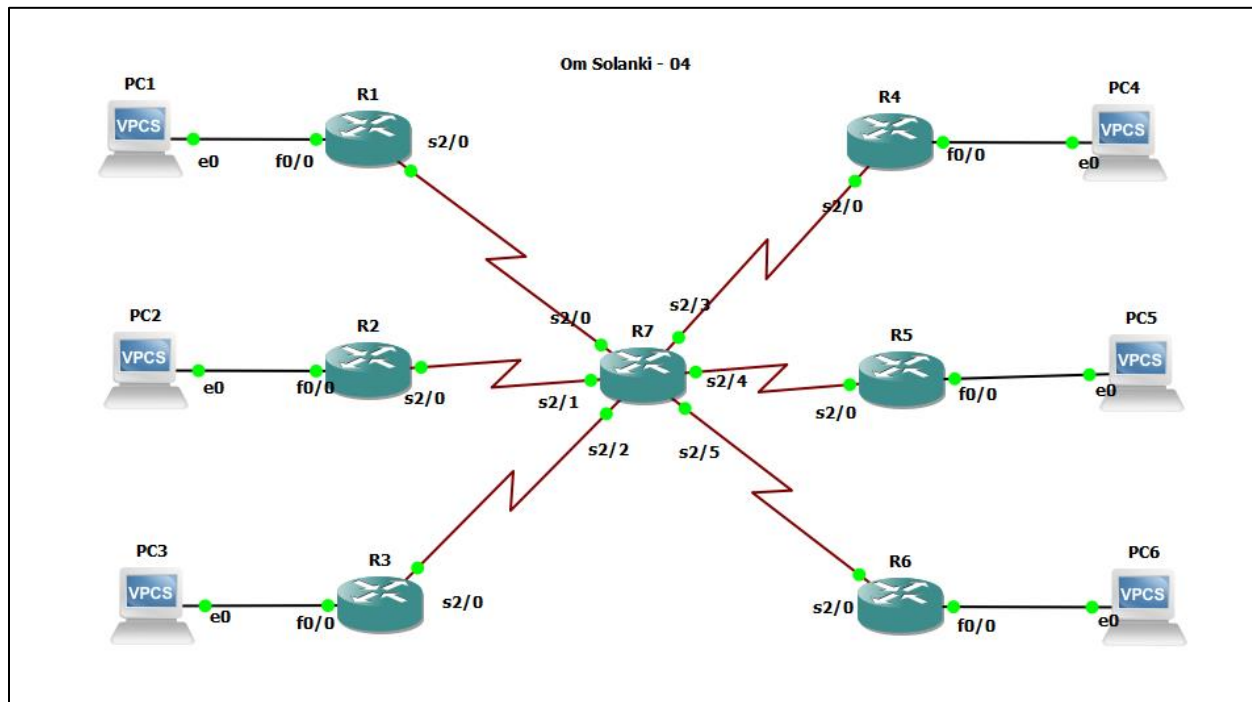 Om Solanki - 04
PC1
R1
R4
PC4
VPCS
e0
f0/0
s2/0
s2/0
f0/0
e0
VPCS
PC2
R2
s2/0
R7
s2/3
R5
PC5
VPCS
e0
f0/0
s2/0
s2/1
s2/4
s2/0
f0/0
e0
VPCS
s2/2
s2/5
PC3
R3
R6
PC6
VPCS
e0
f0/0
s2/0
s2/0
f0/0
e0
VPCS